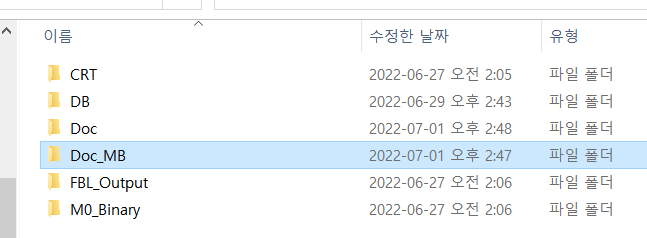 이름 수정한 날짜 유형
CRT 2022-06-27 오전 2:05 파일 폴더
DB 2022-06-29 오후 2:43 파일 폴더
Doc 2022-07-01 오후 2:48 파일 폴더
Doc_MB 2022-07-01 오후 2:47 파일 폴더
FBL_Output 2022-06-27 오전 2:06 파일 폴더
M0_Binary 2022-06-27 오전 2:06 파일 폴더